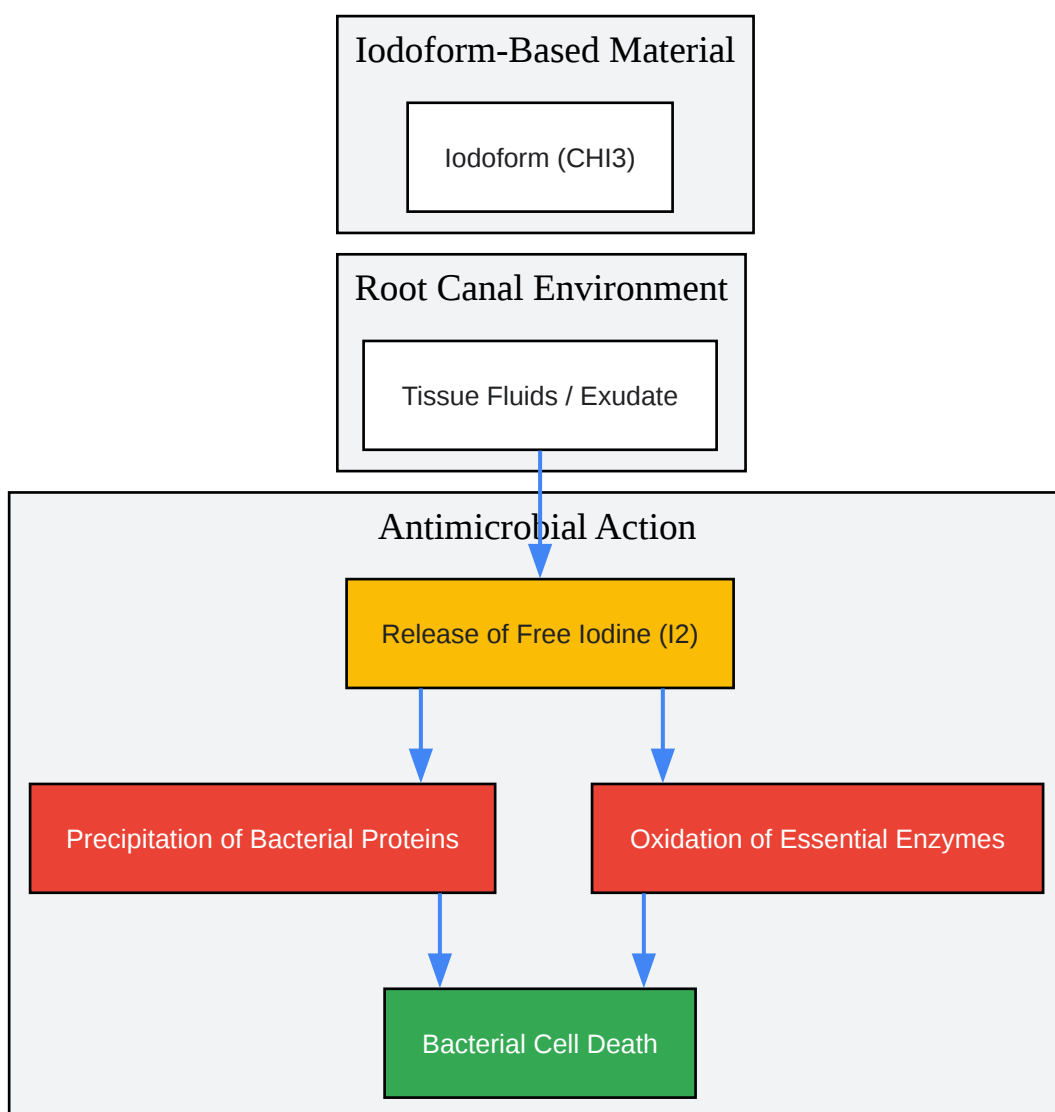 Iodoform-Based Material
Iodoform (CHI3)
Root Canal Environment
Tissue Fluids / Exudate
Antimicrobial Action
Release of Free Iodine (I2)
Precipitation of Bacterial Proteins
Oxidation of Essential Enzymes
Bacterial Cell Death